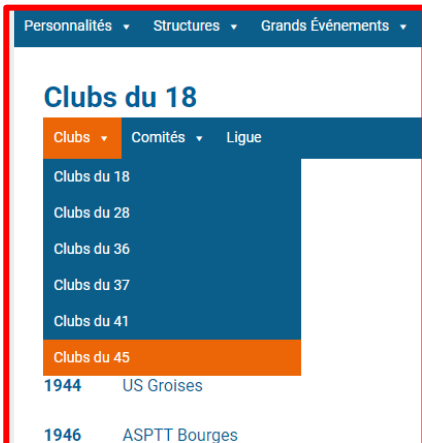 Personnalités Structures Grands Événements
Clubs du 18
Clubs Comités Ligue
Clubs du 18
Clubs du 28
Clubs du 36
Clubs du 37
Clubs du 41
Clubs du 45
1944 US Groises
1946 ASPTT Bourges